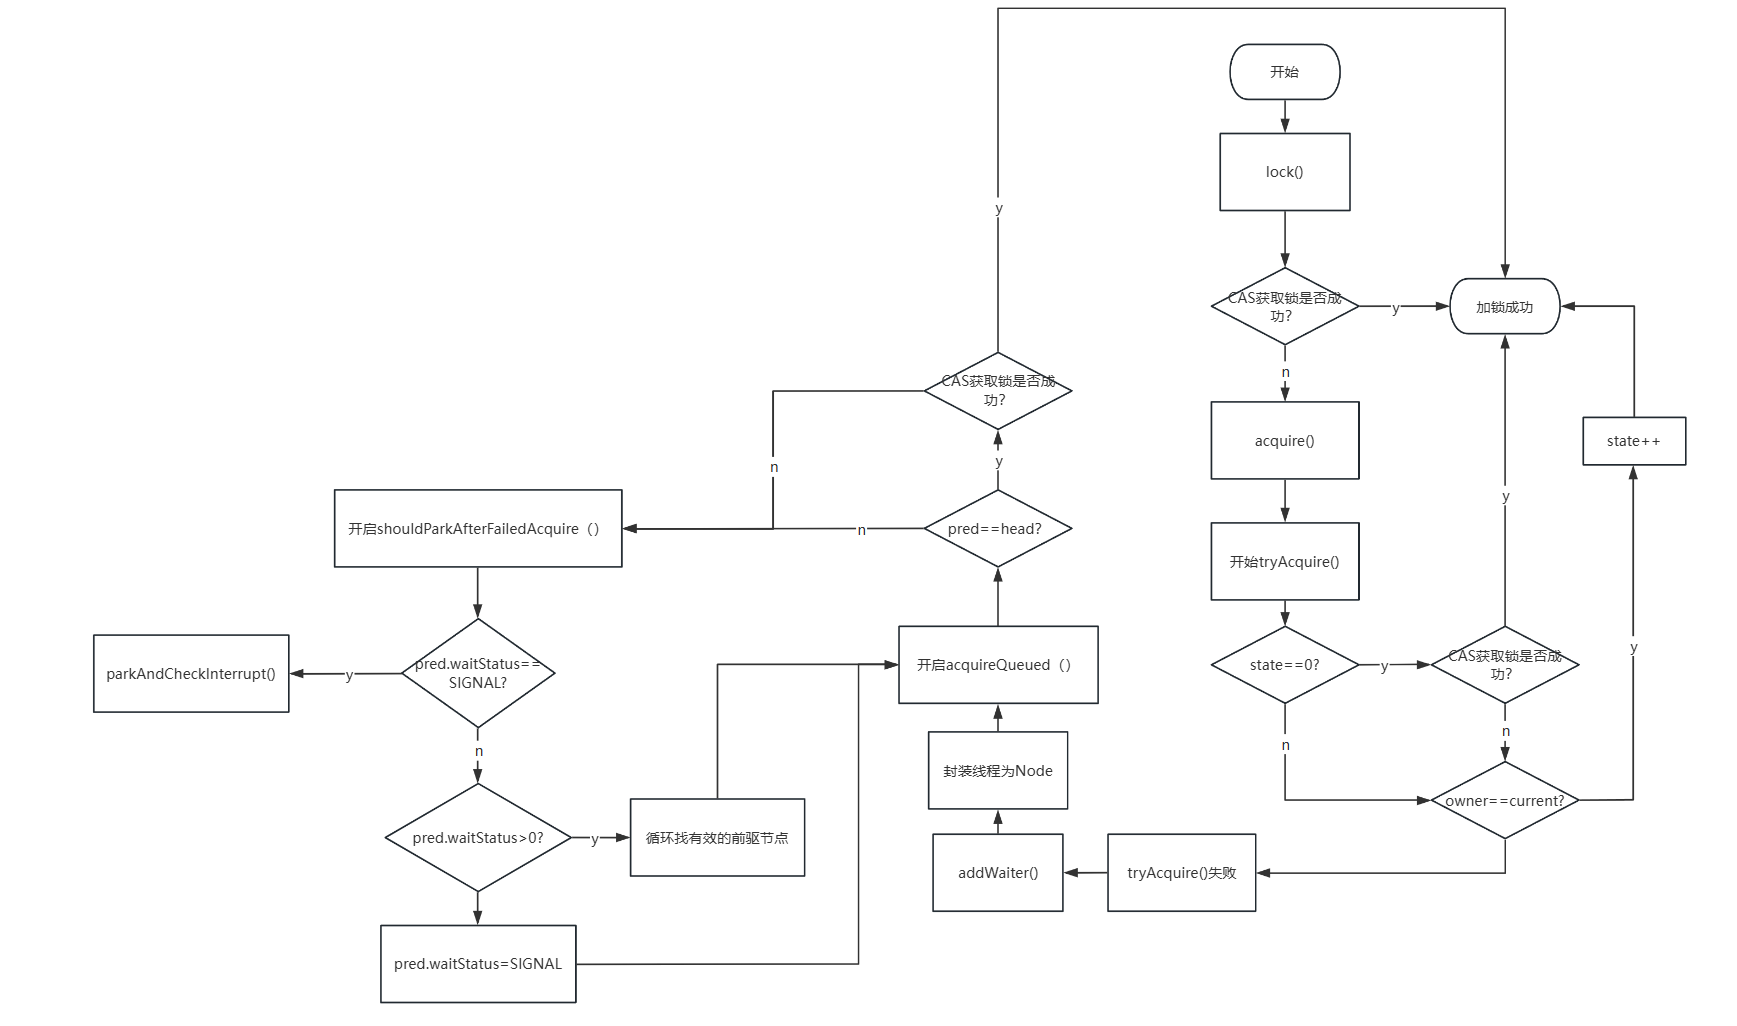 开始
lock()
CAS获取锁是否成
功?
y
加锁成功
n
acquire()
开始tryAcquire()
state==0?
y
CAS获取锁是否成
功?
y
n
n
owner==current?
y
state++
tryAcquire()失败
addWaiter()
封装线程为Node
开启acquireQueued（）
pred==head?
y
n
CAS获取锁是否成
功?
y
n
开启shouldParkAfterFailedAcquire（）
pred.waitStatus==
SIGNAL?
y
parkAndCheckInterrupt()
n
pred.waitStatus>0?
y
循环找有效的前驱节点
pred.waitStatus=SIGNAL